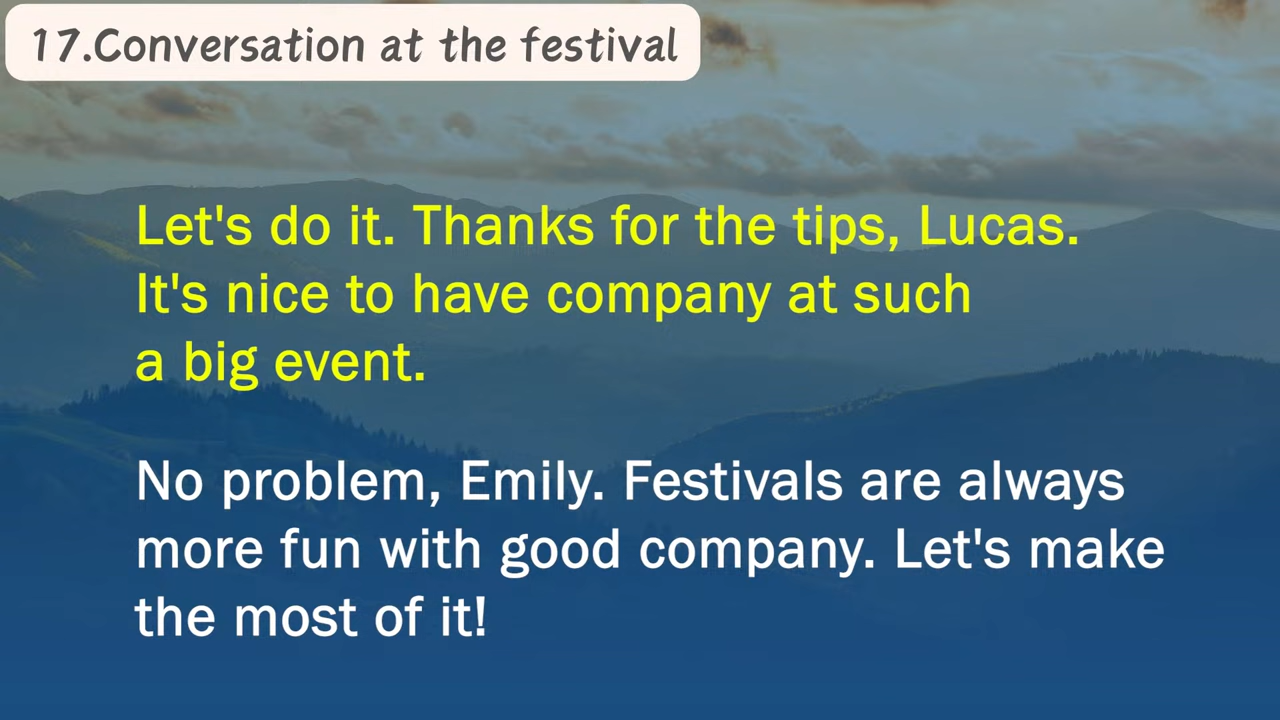 17.Conversation at the festival
Let's do it. Thanks for the tips, Lucas.
It's nice to have company at such
a big event.
No problem, Emily. Festivals are always
more fun with good company. Let's make
the most of it!